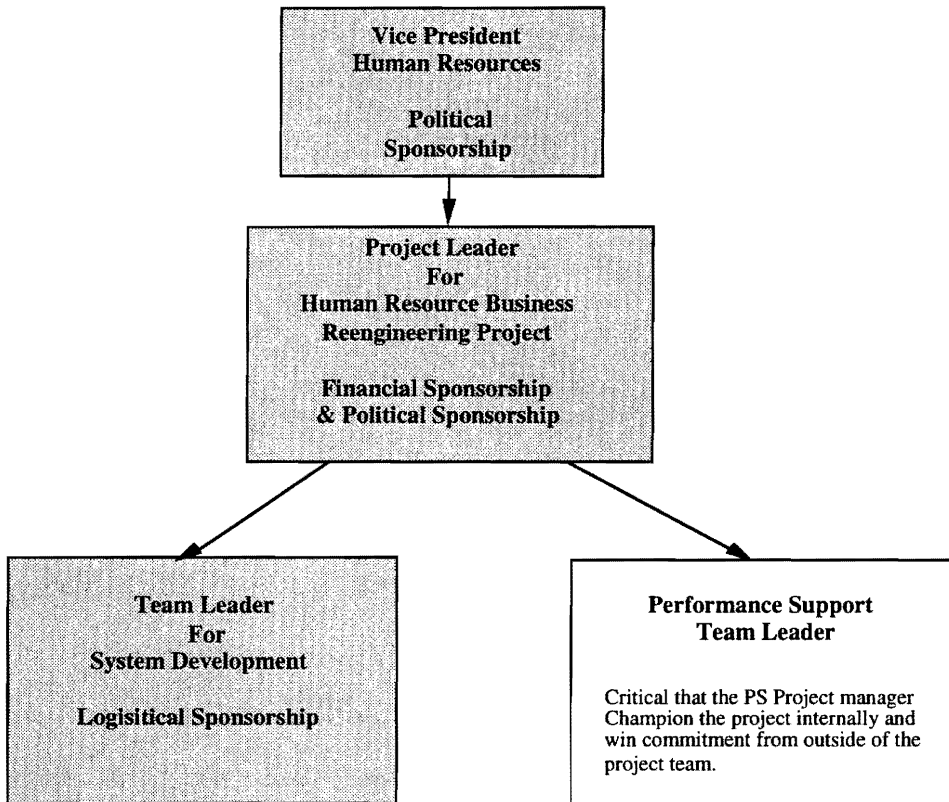 Vice President
Human Resources
Political
Sponsorship
Project Leader
For
Human Resource Business
Reengineering Project
Financial Sponsorship
& Political Sponsorship
Team Leader
For
System Development
Logisitical Sponsorship
Performance Support
Team Leader
Critical that the PS Project manager
Champion the project internally and
win commitment from outside of the
project team.